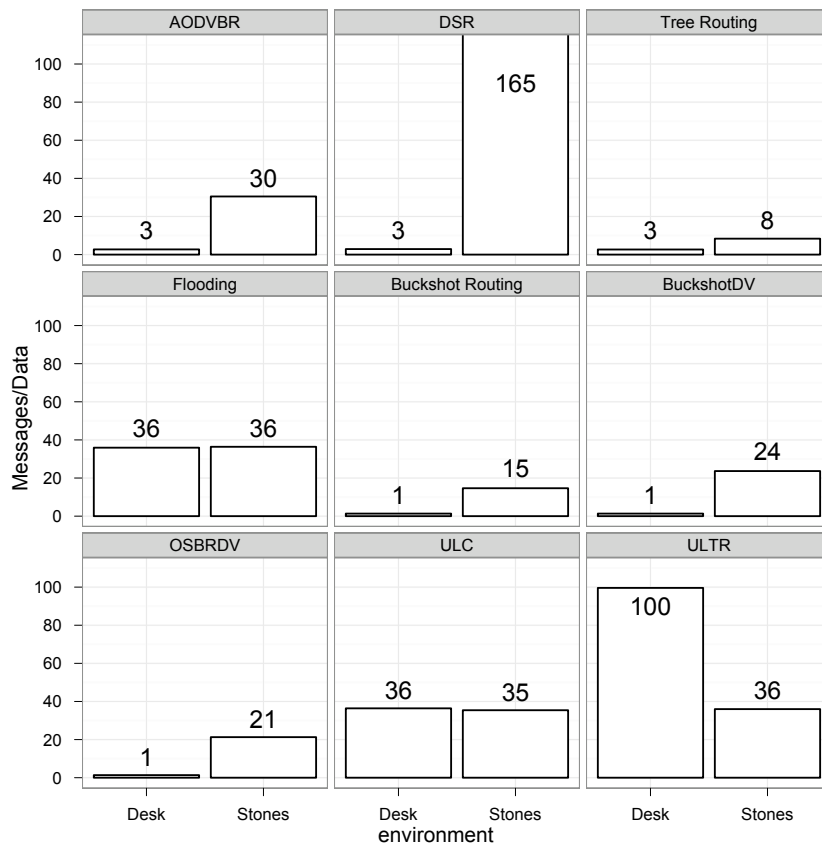 AODVBR DSR Tree Routing
100
80
60
40
20
0
3 30 3 165 3 8
Flooding Buckshot Routing BuckshotDV
100
80
60
40
20
0
36 36 1 15 1 24
OSBRDV ULC ULTR
100
80
60
40
20
0
1 21 36 35 100 36
Messages/Data
Desk Stones Desk Stones Desk Stones
environment